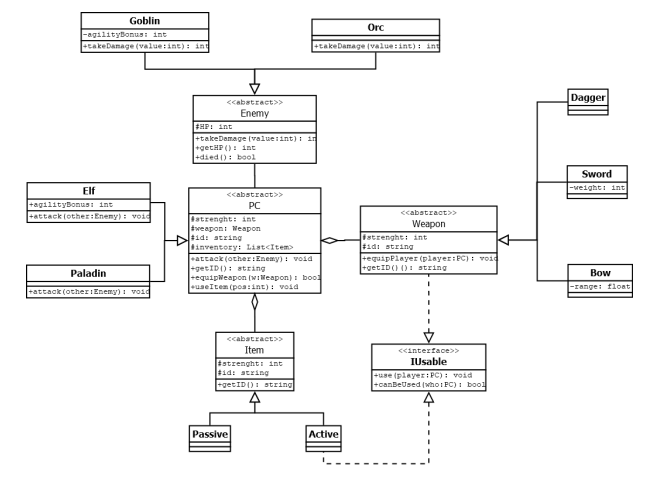 Goblin
-agilityBonus: int
+takeDamage(value:int): int
Orc
+takeDamage(value:int): int
<<abstract>>
Enemy
#HP: int
+takeDamage(value:int): in
+getHP(): int
+died(): bool
Dagger
Sword
-weight: int
Bow
-range: float
Elf
+agilityBonus: int
+attack(other:Enemy): void
Paladin
+attack(other:Enemy): void
<<abstract>>
PC
#strenght: int
#weapon: Weapon
#id: string
#inventory: List<Item>
+attack(other:Enemy): void
+getID(): string
+equipWeapon(w:Weapon): bool
+useItem(pos:int): void
<<abstract>>
Weapon
#strenght: int
#id: string
+equipPlayer(player:PC): void
+getID()(): string
<<abstract>>
Item
#strenght: int
#id: string
+getID(): string
<<interface>>
IUsable
+use(player:PC): void
+canBeUsed(who:PC): bool
Passive
Active